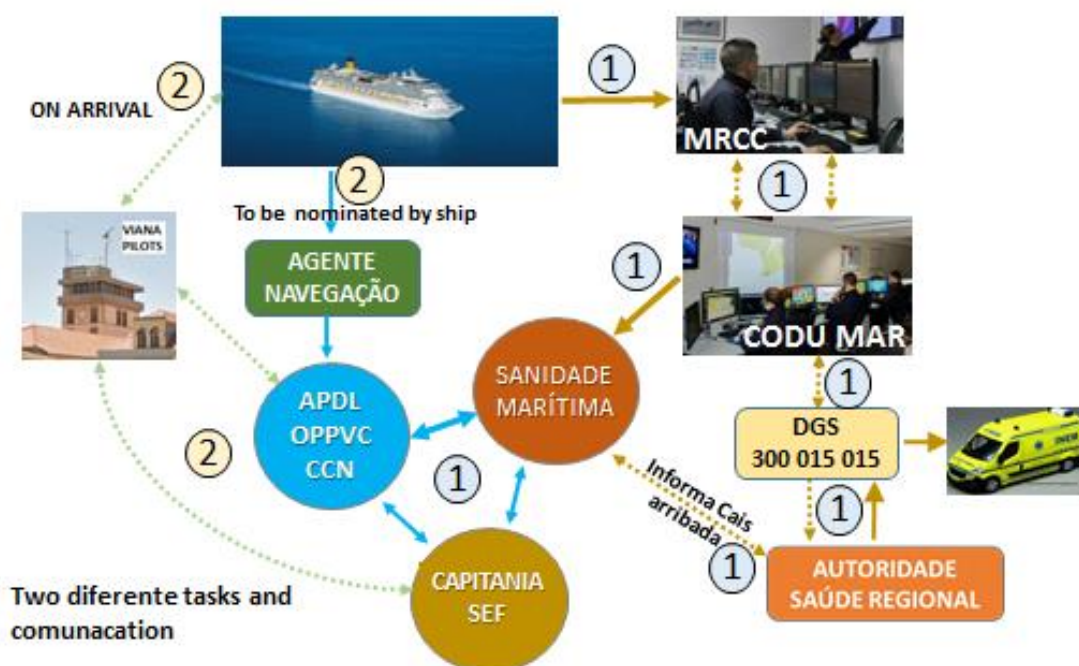 ON ARRIVAL
2
1
MRCC
2
To be nominated by ship
1
VIANA
PILOTS
AGENTE
NAVEGAÇÃO
1
CODU MAR
SANIDADE
MARÍTIMA
1
APDL
OPPVC
CCN
DGS
300 015 015
2
1
Informa Cais
arribada
1
1
CAPITANIA
SEF
AUTORIDADE
SAÚDE REGIONAL
Two diferente tasks and
comunacation